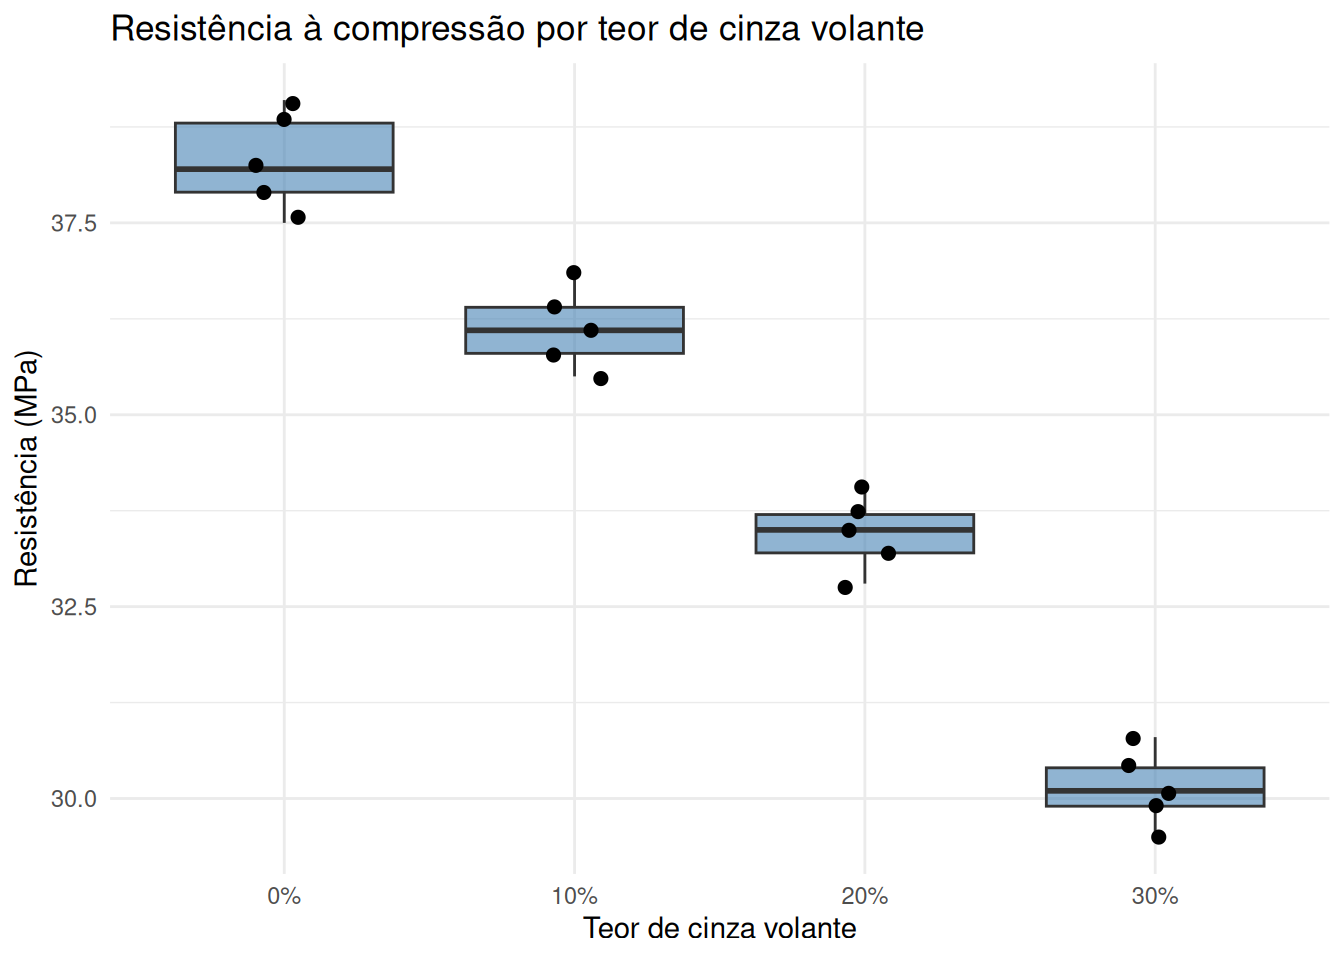 Resistência à compressão por teor de cinza volante
Resistência (MPa)
37.5
35.0
32.5
30.0
0%
10%
20%
30%
Teor de cinza volante